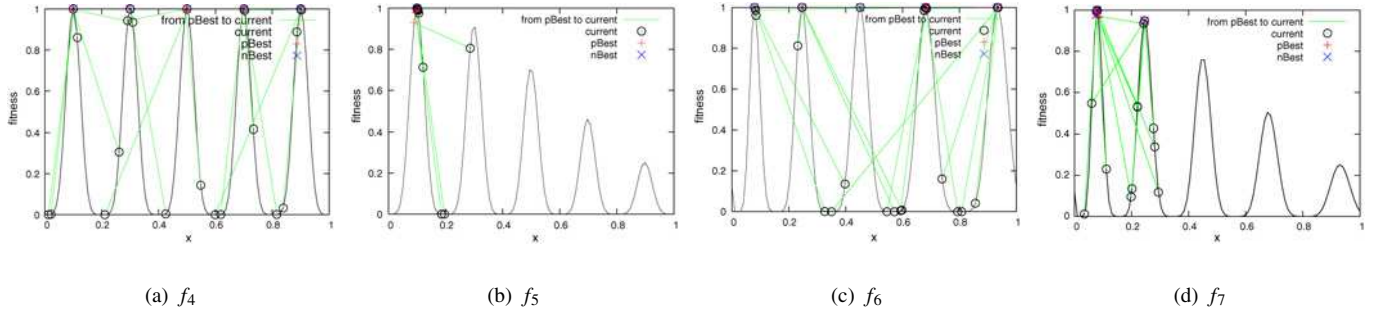 from pBest to current
current
pBest
nBest
fitness
1
0.8
0.6
0.4
0.2
0
0 0.2 0.4 0.6 0.8 1
x
(a) f4
from pBest to current
current
pBest
nBest
fitness
1
0.8
0.6
0.4
0.2
0
0 0.2 0.4 0.6 0.8 1
x
(b) f5
from pBest to current
current
pBest
nBest
fitness
1
0.8
0.6
0.4
0.2
0
0 0.2 0.4 0.6 0.8 1
x
(c) f6
from pBest to current
current
pBest
nBest
fitness
1
0.8
0.6
0.4
0.2
0
0 0.2 0.4 0.6 0.8 1
x
(d) f7